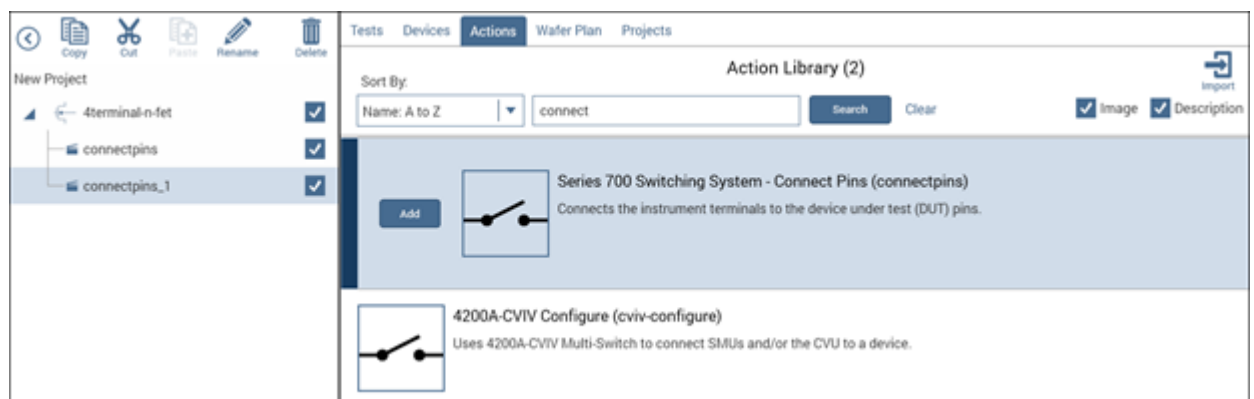 Copy
Cut
Paste
Rename
Delete
New Project
4terminal-n-fet
connectpins
connectpins_1
Tests Devices Actions Wafer Plan Projects
Action Library (2)
Import
Sort By:
Name: A to Z
connect
Search
Clear
Image
Description
Add
Series 700 Switching System - Connect Pins (connectpins)
Connects the instrument terminals to the device under test (DUT) pins.
4200A-CVIV Configure (cviv-configure)
Uses 4200A-CVIV Multi-Switch to connect SMUs and/or the CVU to a device.